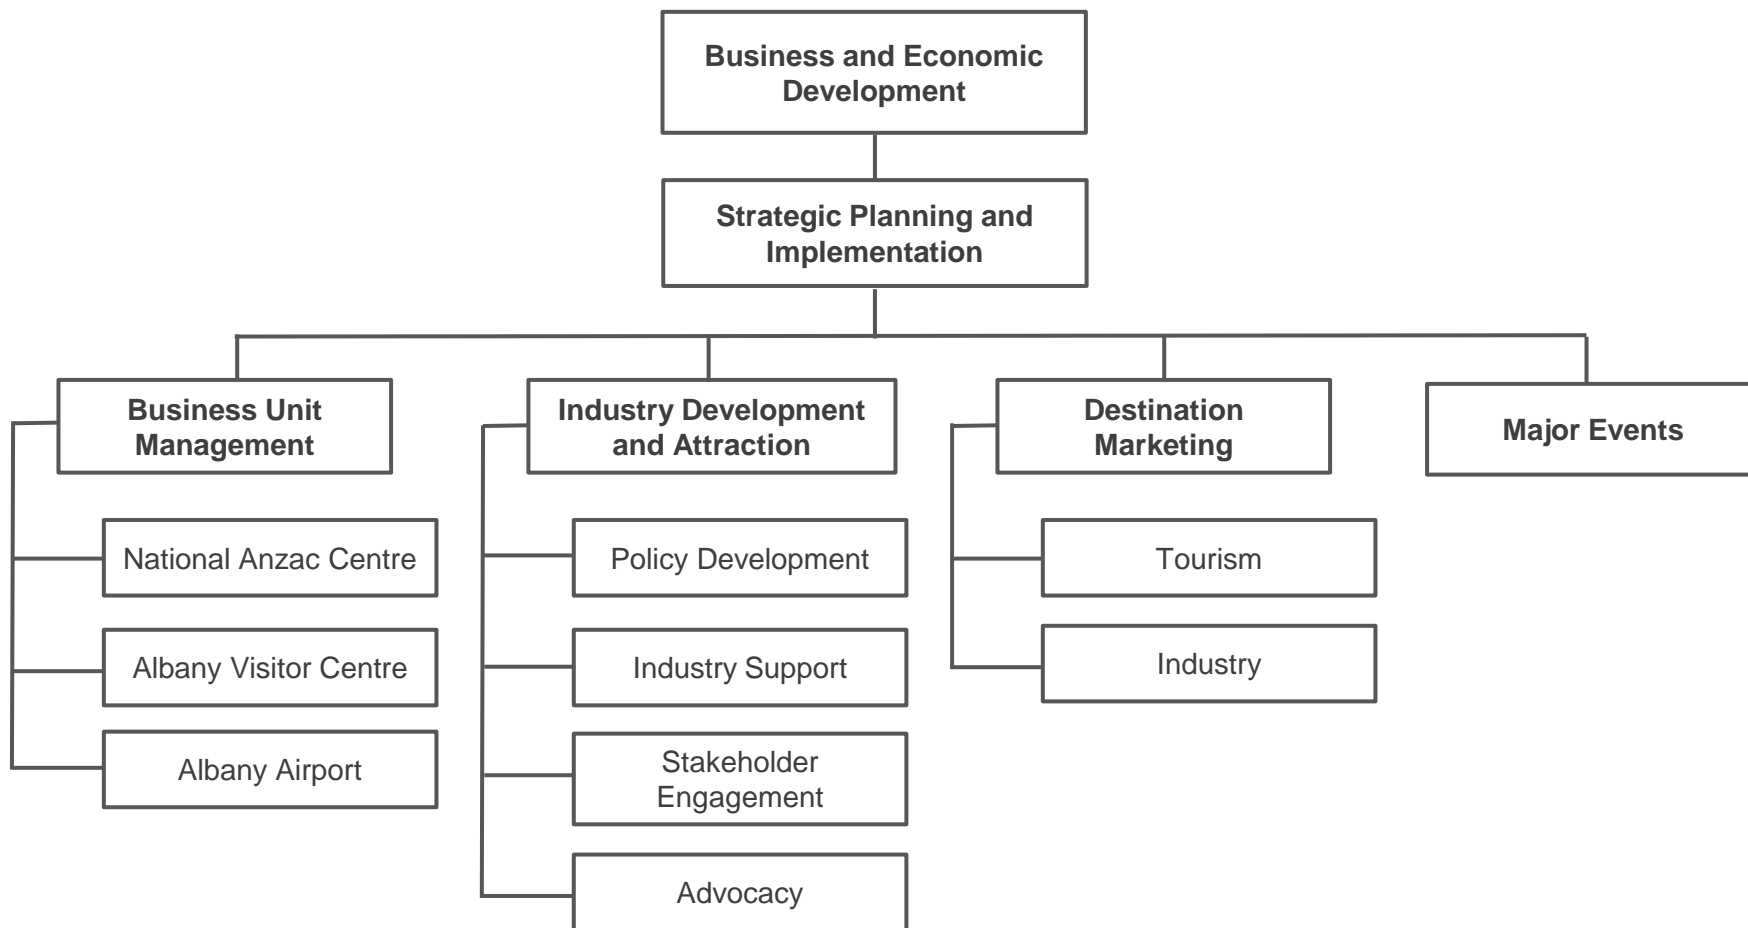 Business and Economic
Development
Strategic Planning and
Implementation
Business Unit
Management
National Anzac Centre
Albany Visitor Centre
Albany Airport
Industry Development
and Attraction
Policy Development
Industry Support
Stakeholder
Engagement
Advocacy
Destination
Marketing
Tourism
Industry
Major Events